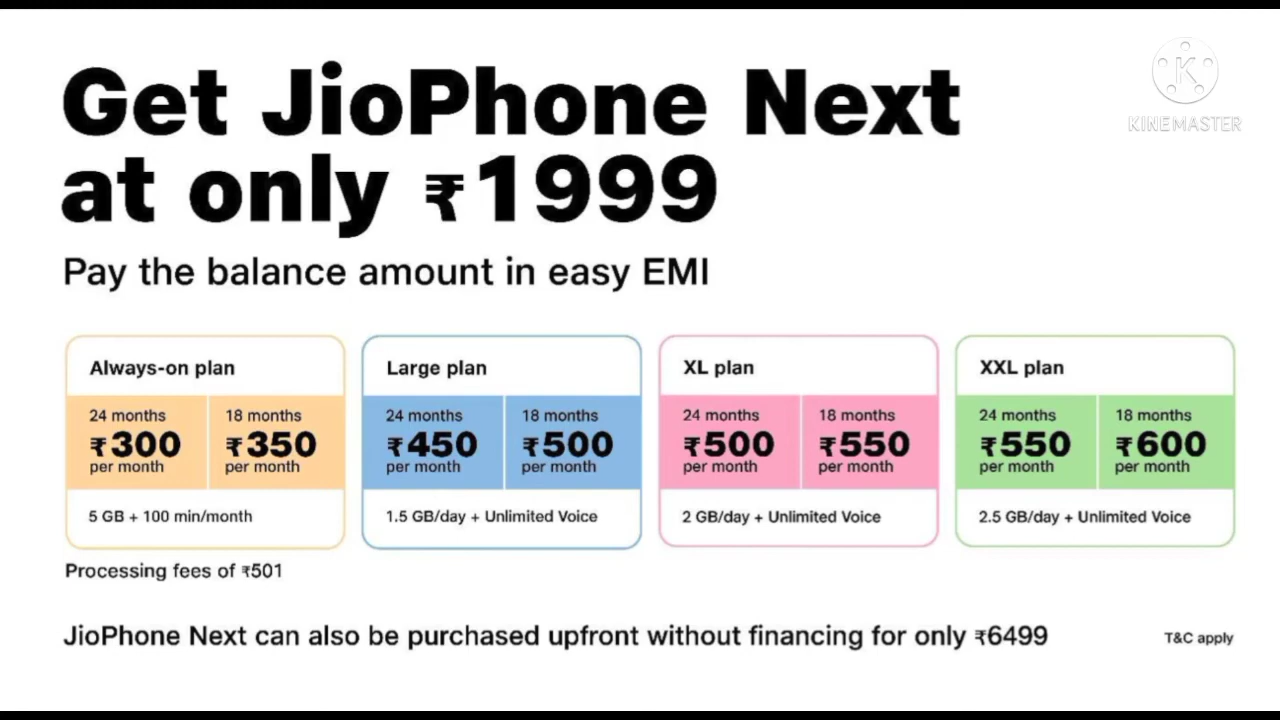 Get JioPhone Next
at only ₹1999
Pay the balance amount in easy EMI
KINEMASTER
Always-on plan
24 months
₹300
per month
18 months
₹350
per month
5 GB + 100 min/month
Large plan
24 months
₹450
per month
18 months
₹500
per month
1.5 GB/day + Unlimited Voice
XL plan
24 months
₹500
per month
18 months
₹550
per month
2 GB/day + Unlimited Voice
XXL plan
24 months
₹550
per month
18 months
₹600
per month
2.5 GB/day + Unlimited Voice
Processing fees of ₹501
JioPhone Next can also be purchased upfront without financing for only ₹6499
T&C apply